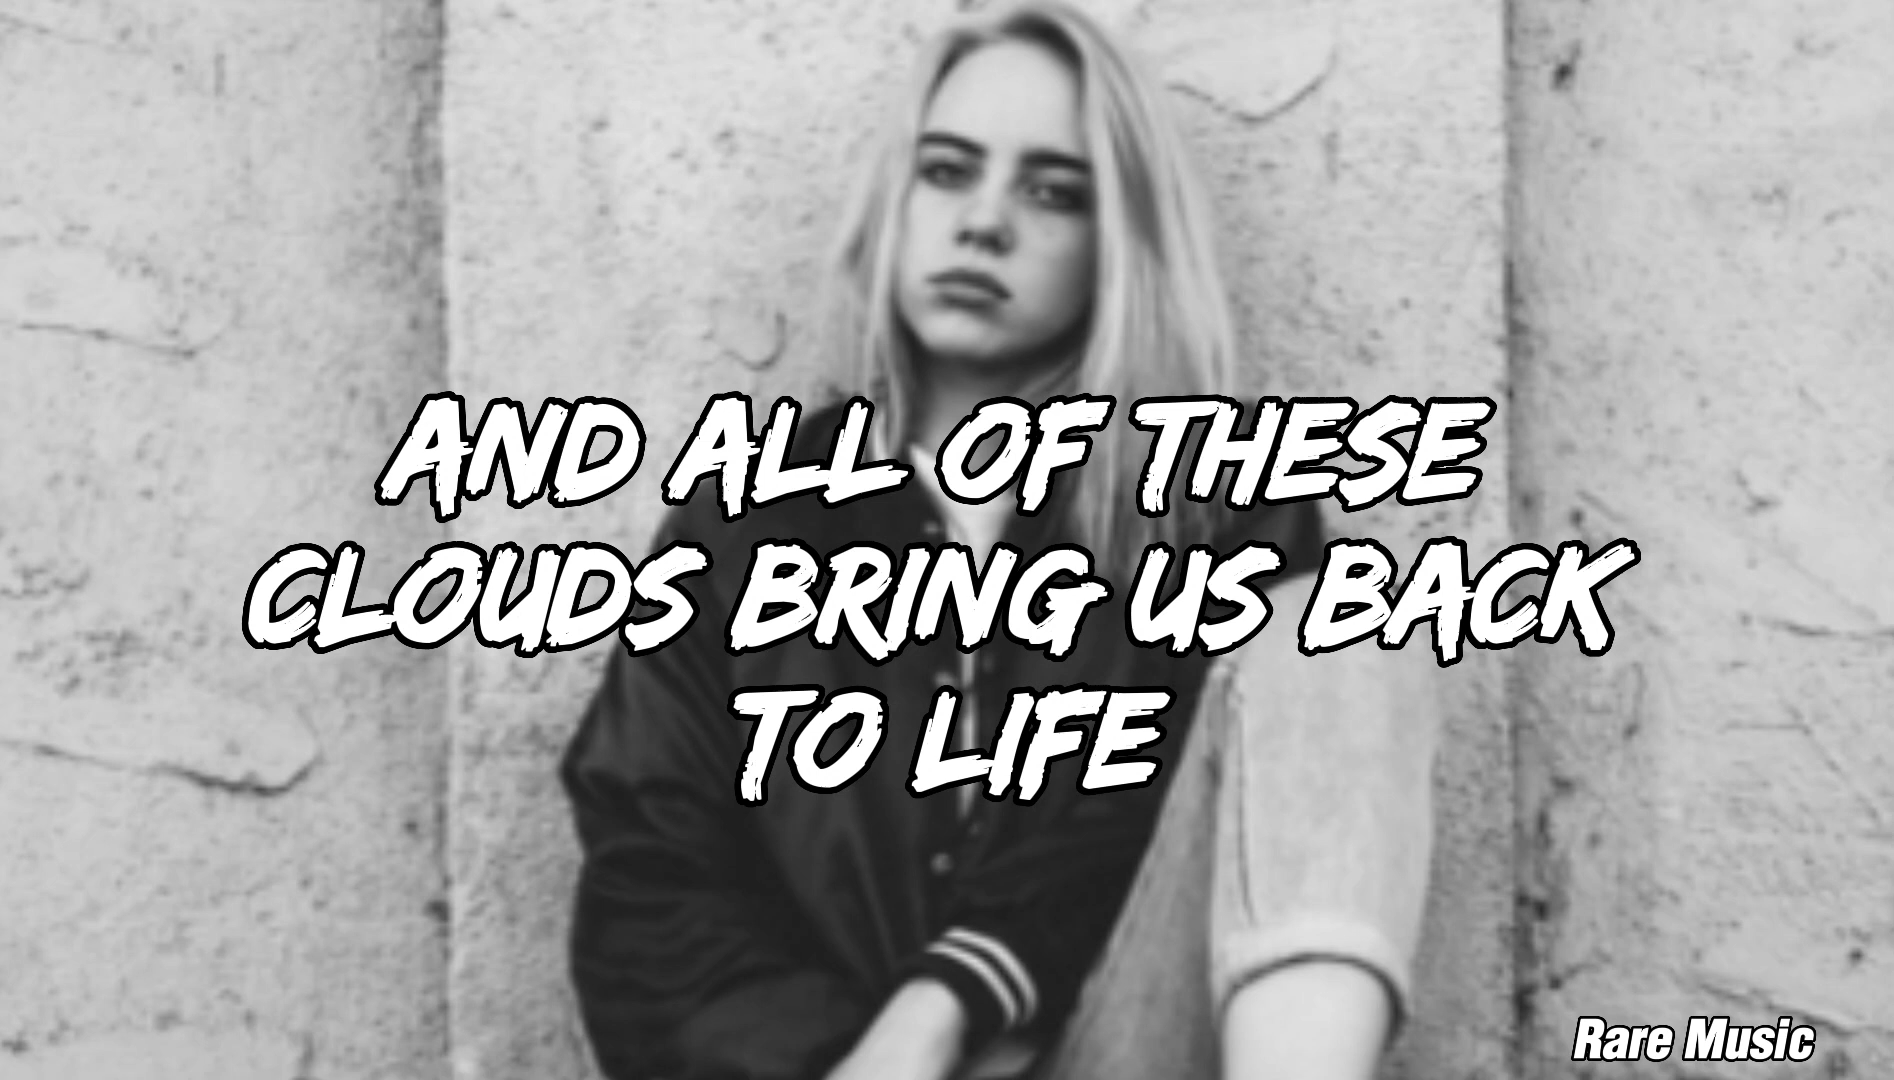 AND ALL OF THESE
CLOUDS BRING US BACK
TO LIFE
Rare Music